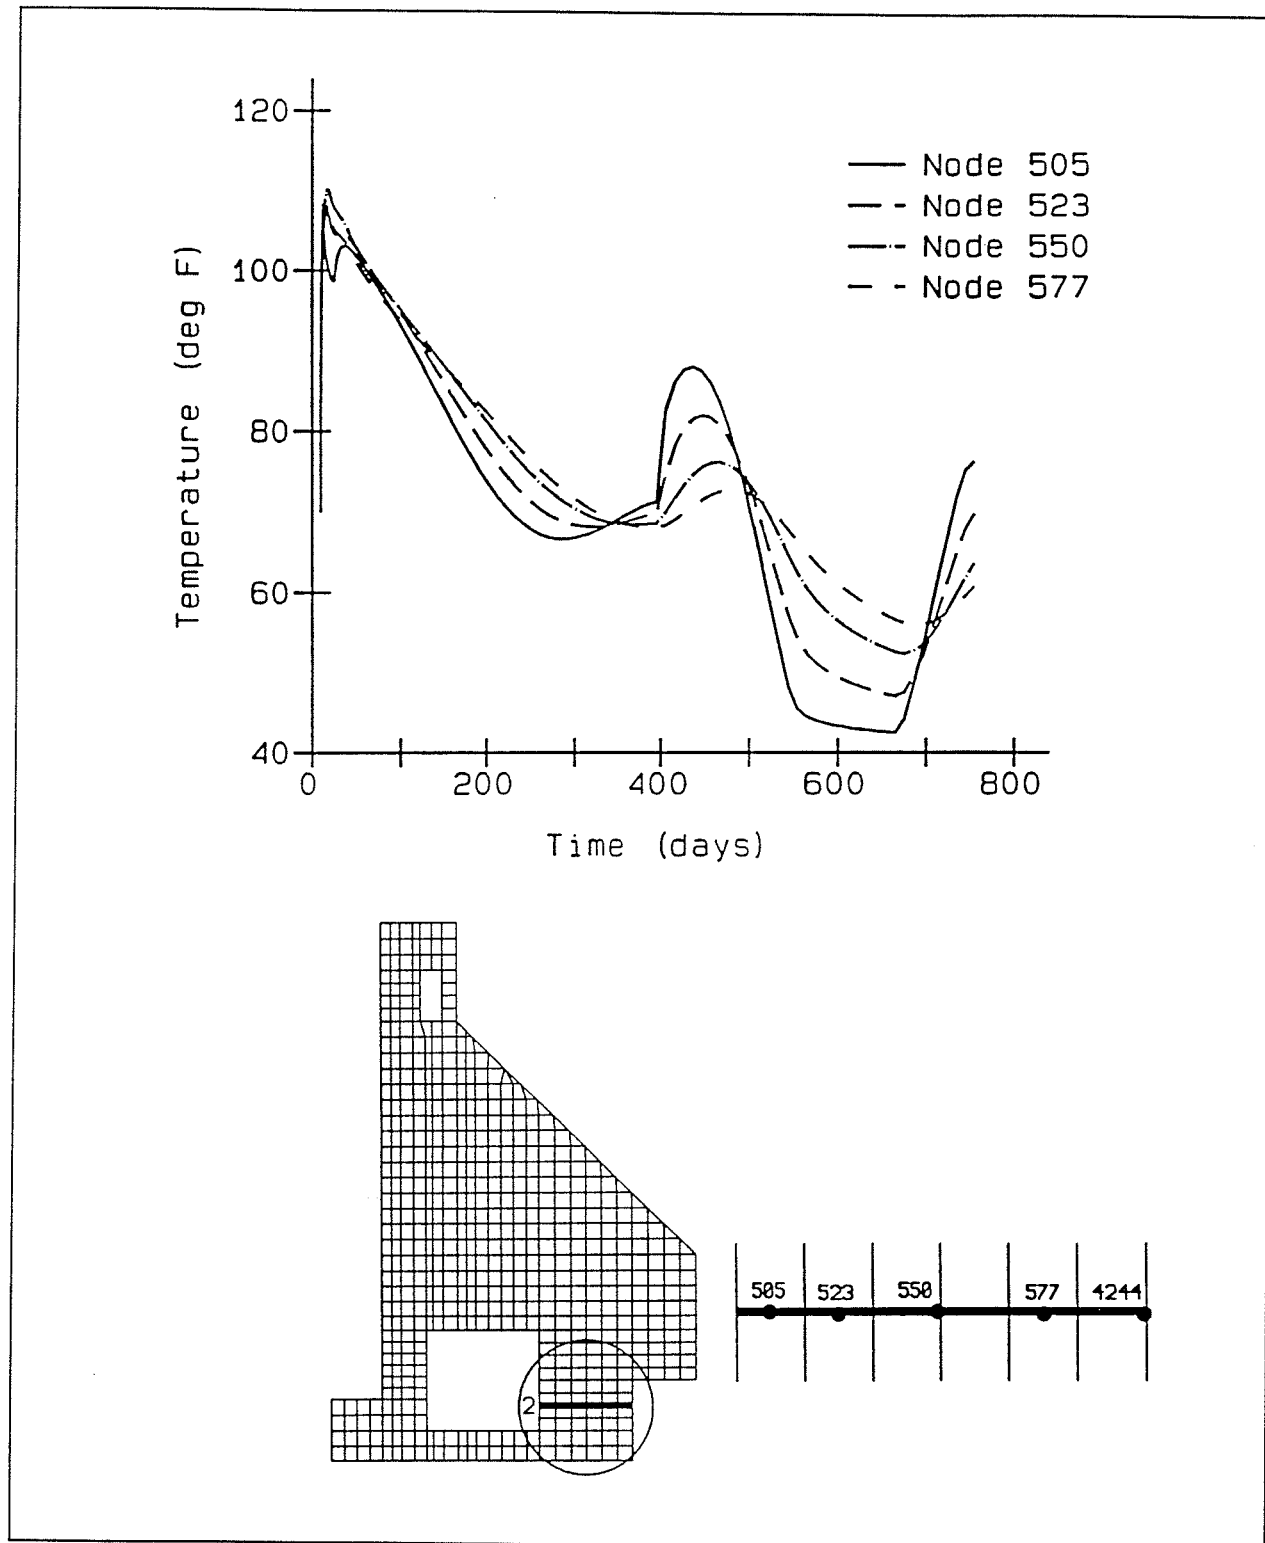 120
100
80
60
40
Temperature (deg F)
Node 505
Node 523
Node 550
Node 577
0 200 400 600 800
Time (days)
505 523 550 577 4244
2